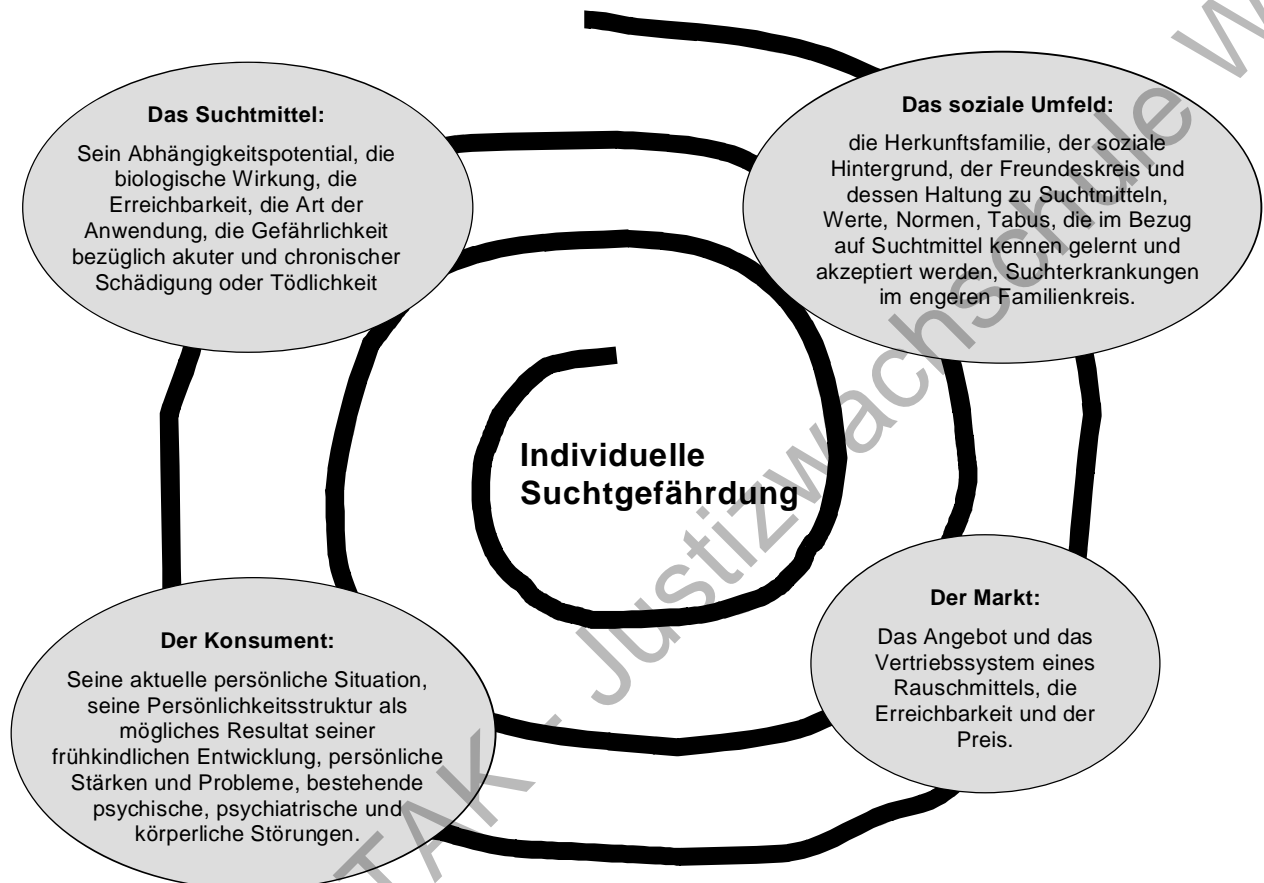 Das Suchtmittel:
Sein Abhängigkeitspotential, die
biologische Wirkung, die
Erreichbarkeit, die Art der
Anwendung, die Gefährlichkeit
bezüglich akuter und chronischer
Schädigung oder Tödlichkeit
Das soziale Umfeld:
die Herkunftsfamilie, der soziale
Hintergrund, der Freundeskreis und
dessen Haltung zu Suchtmitteln,
Werte, Normen, Tabus, die im Bezug
auf Suchtmittel kennen gelernt und
akzeptiert werden, Suchterkrankungen
im engeren Familienkreis.
Individuelle
Suchtgefährdung
Der Konsument:
Seine aktuelle persönliche Situation,
seine Persönlichkeitsstruktur als
mögliches Resultat seiner
frühkindlichen Entwicklung, persönliche
Stärken und Probleme, bestehende
psychische, psychiatrische und
körperliche Störungen.
Der Markt:
Das Angebot und das
Vertriebssystem eines
Rauschmittels, die
Erreichbarkeit und der
Preis.
TAK - Justizwachschule